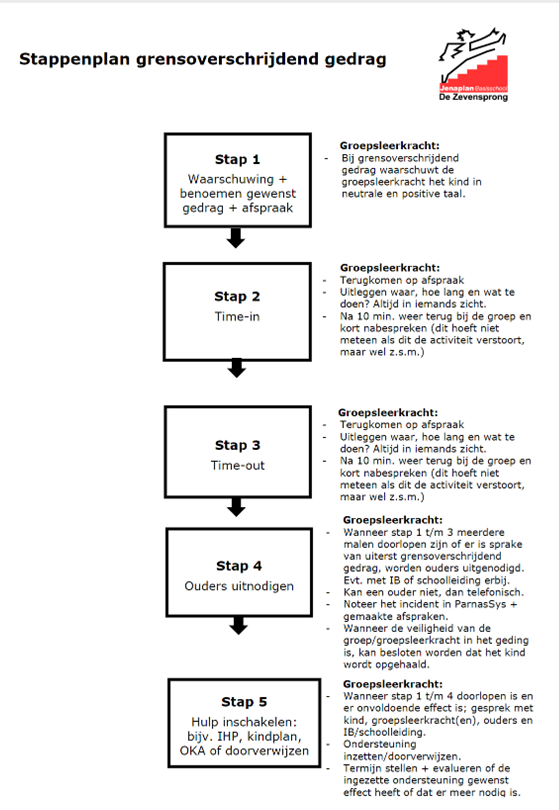 Stappenplan grensoverschrijdend gedrag
Jenaplan Basisschool
De Zevensprong
Stap 1
Waarschuwing +
benoemen gewenst
gedrag + afspraak
Groepsleerkracht:
- Bij grensoverschrijdend
gedrag waarschuwt de
groepsleerkracht het kind in
neutrale en positive taal.
Stap 2
Time-in
Groepsleerkracht:
- Terugkomen op afspraak
- Uitleggen waar, hoe lang en wat te
doen? Altijd in iemands zicht.
- Na 10 min. weer terug bij de groep en
kort nabespreken (dit hoeft niet
meteen als dit de activiteit verstoort,
maar wel z.s.m.)
Stap 3
Time-out
Groepsleerkracht:
- Terugkomen op afspraak
- Uitleggen waar, hoe lang en wat te
doen? Altijd in iemands zicht.
- Na 10 min. weer terug bij de groep en
kort nabespreken (dit hoeft niet
meteen als dit de activiteit verstoort,
maar wel z.s.m.)
Stap 4
Ouders uitnodigen
Groepsleerkracht:
- Wanneer stap 1 t/m 3 meerdere
malen doorlopen zijn of er is sprake
van uiterst grensoverschrijdend
gedrag, worden ouders uitgenodigd.
Evt. met IB of schoolleiding erbij.
- Kan een ouder niet, dan telefonisch.
- Noteer het incident in ParnasSys +
gemaakte afspraken.
- Wanneer de veiligheid van de
groep/groepsleerkracht in het geding
is, kan besloten worden dat het kind
wordt opgehaald.
Stap 5
Hulp inschakelen:
bijv. IHP, kindplan,
OKA of doorverwijzen
Groepsleerkracht:
- Wanneer stap 1 t/m 4 doorlopen is en
er onvoldoende effect is; gesprek met
kind, groepsleerkracht(en), ouders en
IB/schoolleiding.
- Ondersteuning
inzetten/doorverwijzen.
- Termijn stellen + evalueren of de
ingezette ondersteuning gewenst
effect heeft of dat er meer nodig is.